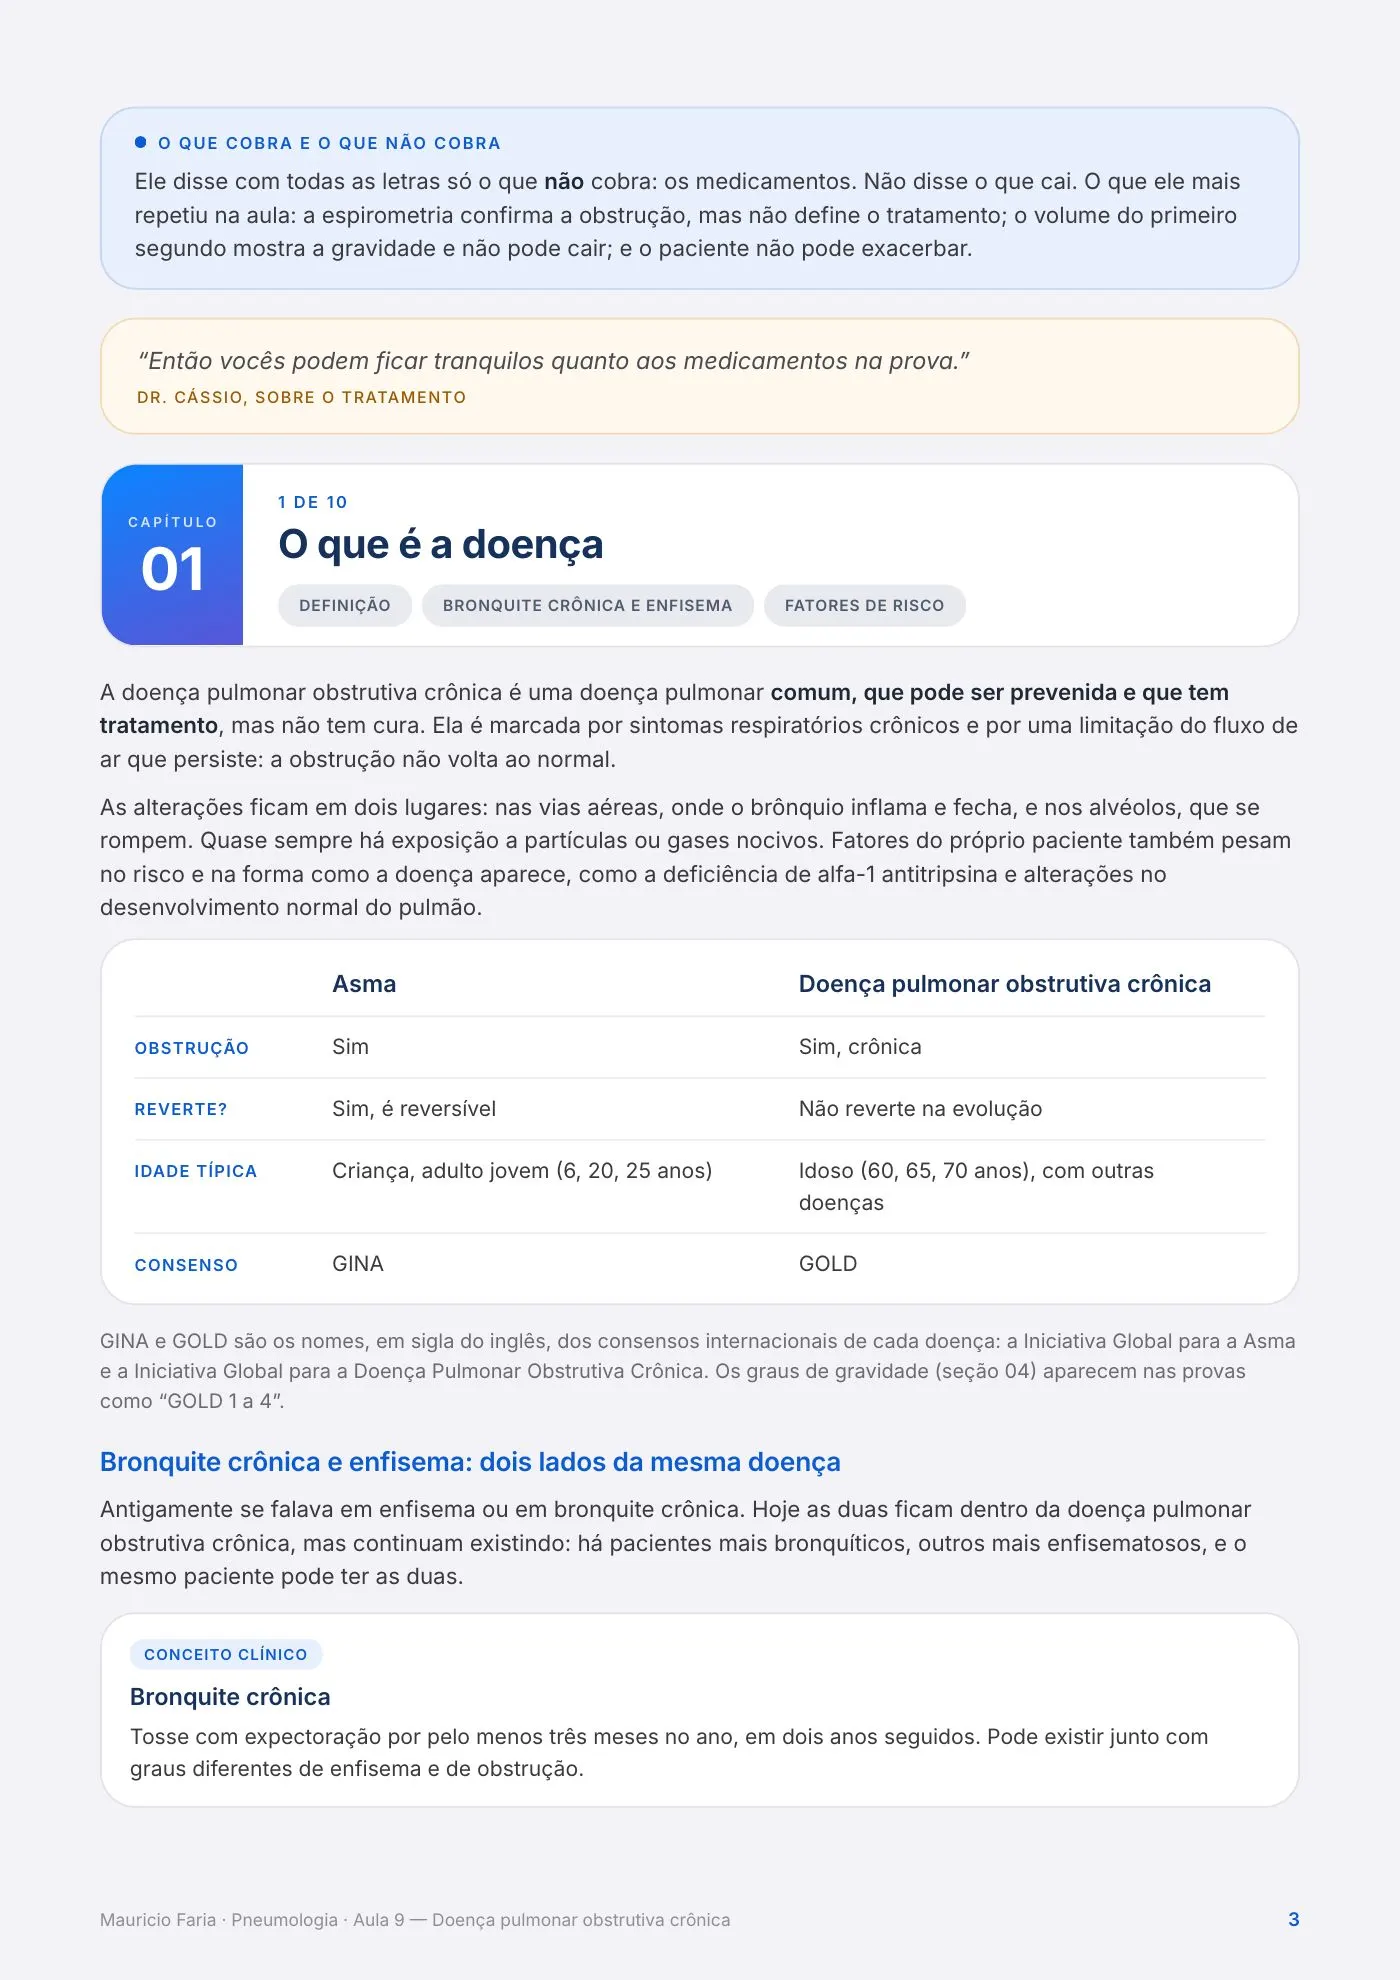 O QUE COBRA E O QUE NÃO COBRA
Ele disse com todas as letras só o que não cobra: os medicamentos. Não disse o que cai. O que ele mais
repetiu na aula: a espirometria confirma a obstrução, mas não define o tratamento; o volume do primeiro
segundo mostra a gravidade e não pode cair; e o paciente não pode exacerbar.
“Então vocês podem ficar tranquilos quanto aos medicamentos na prova.”
DR. CÁSSIO, SOBRE O TRATAMENTO
CAPÍTULO
01
1 DE 10
O que é a doença
DEFINIÇÃO BRONQUITE CRÔNICA E ENFISEMA FATORES DE RISCO
A doença pulmonar obstrutiva crônica é uma doença pulmonar comum, que pode ser prevenida e que tem
tratamento, mas não tem cura. Ela é marcada por sintomas respiratórios crônicos e por uma limitação do fluxo de
ar que persiste: a obstrução não volta ao normal.
As alterações ficam em dois lugares: nas vias aéreas, onde o brônquio inflama e fecha, e nos alvéolos, que se
rompem. Quase sempre há exposição a partículas ou gases nocivos. Fatores do próprio paciente também pesam
no risco e na forma como a doença aparece, como a deficiência de alfa-1 antitripsina e alterações no
desenvolvimento normal do pulmão.
Asma Doença pulmonar obstrutiva crônica
OBSTRUÇÃO Sim Sim, crônica
REVERTE? Sim, é reversível Não reverte na evolução
IDADE TÍPICA Criança, adulto jovem (6, 20, 25 anos) Idoso (60, 65, 70 anos), com outras
doenças
CONSENSO GINA GOLD
GINA e GOLD são os nomes, em sigla do inglês, dos consensos internacionais de cada doença: a Iniciativa Global para a Asma
e a Iniciativa Global para a Doença Pulmonar Obstrutiva Crônica. Os graus de gravidade (seção 04) aparecem nas provas
como “GOLD 1 a 4”.
Bronquite crônica e enfisema: dois lados da mesma doença
Antigamente se falava em enfisema ou em bronquite crônica. Hoje as duas ficam dentro da doença pulmonar
obstrutiva crônica, mas continuam existindo: há pacientes mais bronquíticos, outros mais enfisematosos, e o
mesmo paciente pode ter as duas.
CONCEITO CLÍNICO
Bronquite crônica
Tosse com expectoração por pelo menos três meses no ano, em dois anos seguidos. Pode existir junto com
graus diferentes de enfisema e de obstrução.
Mauricio Faria · Pneumologia · Aula 9 — Doença pulmonar obstrutiva crônica 3